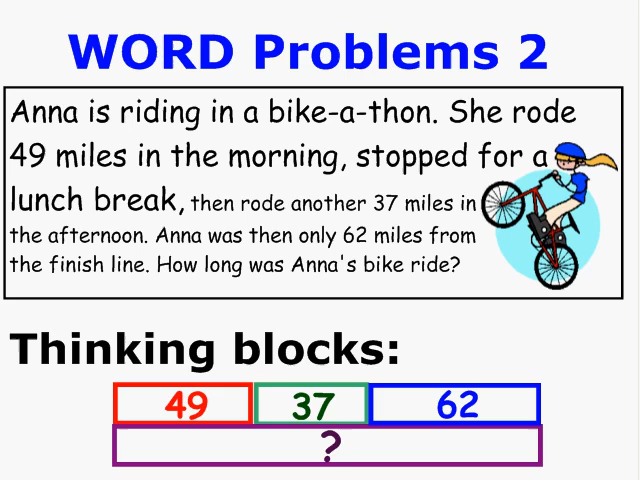 WORD Problems 2
Anna is riding in a bike-a-thon. She rode
49 miles in the morning, stopped for a
lunch break, then rode another 37 miles in
the afternoon. Anna was then only 62 miles from
the finish line. How long was Anna's bike ride?
Thinking blocks:
49 37 62
?